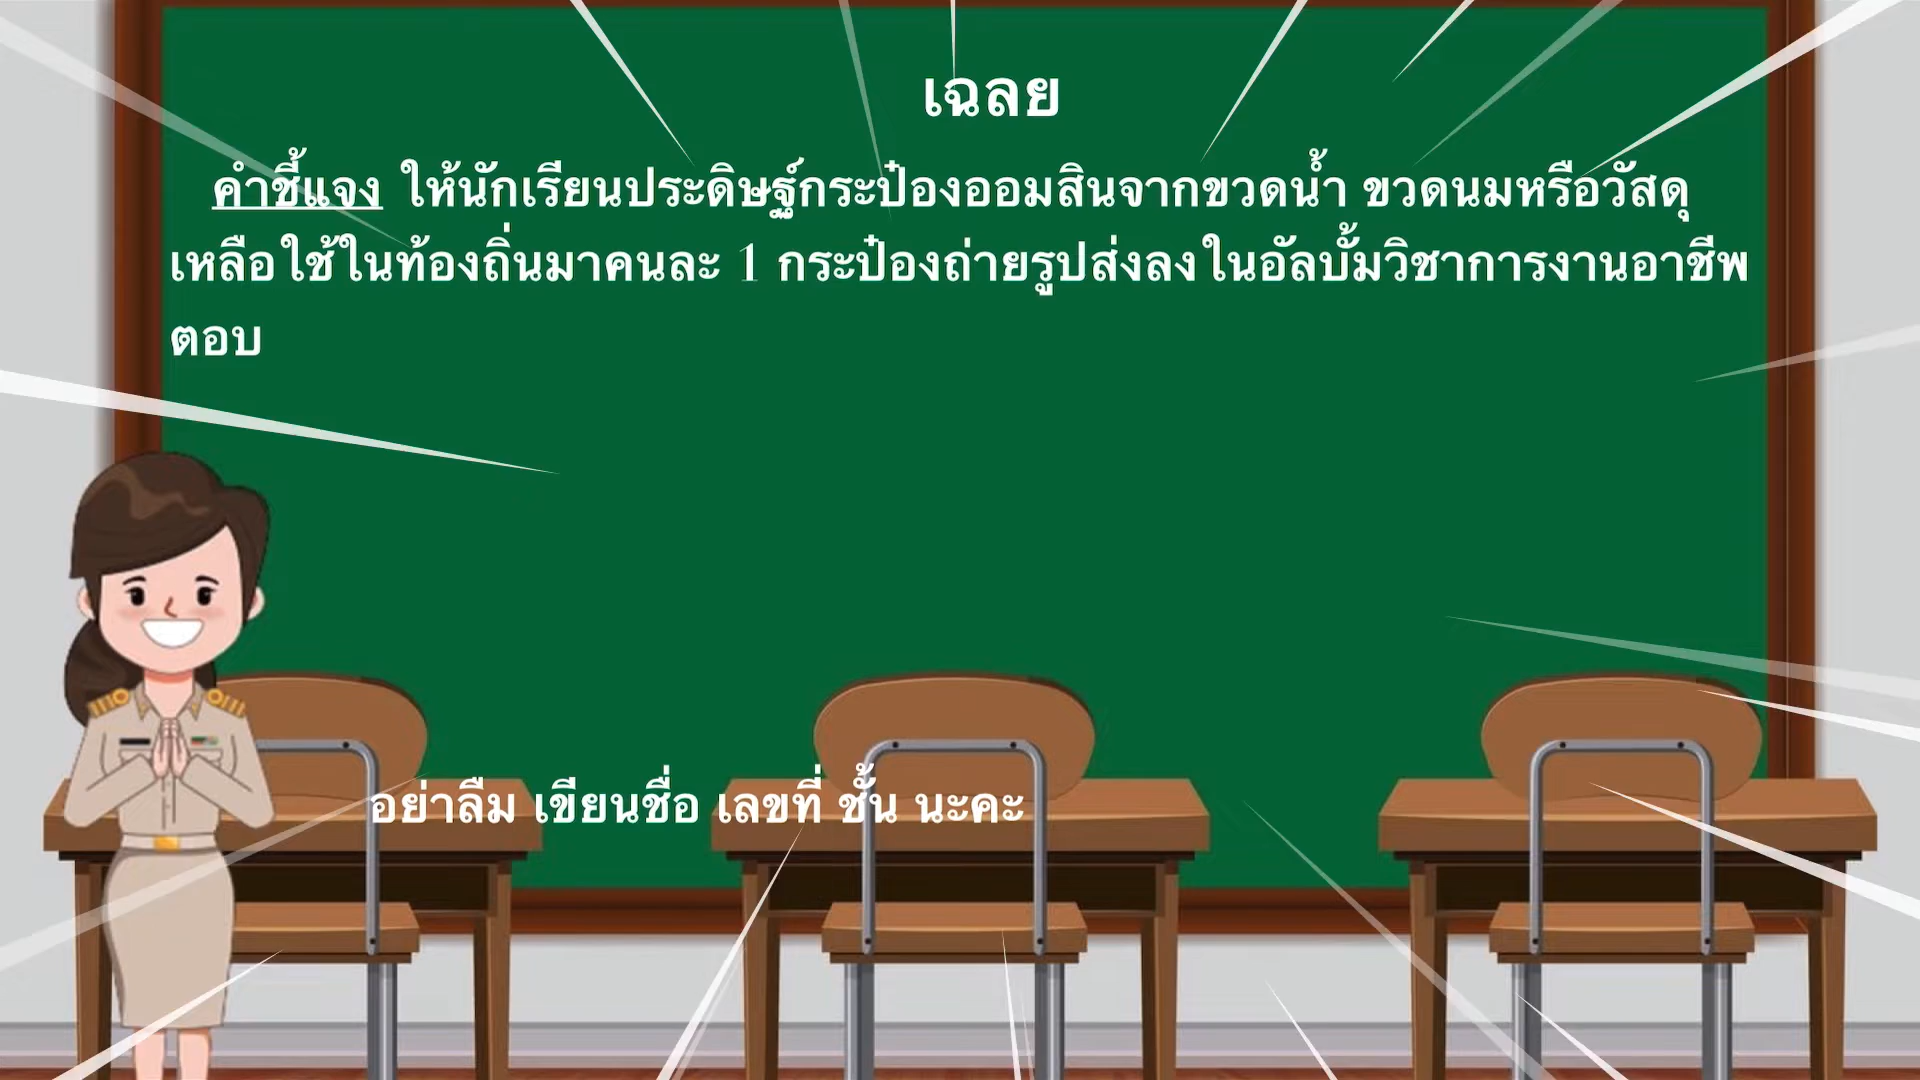 เฉลย
คำชี้แจง ให้นักเรียนประดิษฐ์กระป๋องออมสินจากขวดน้ำ ขวดนมหรือวัสดุ
เหลือใช้ในท้องถิ่นมาคนละ 1 กระป๋องถ่ายรูปส่งลงในอัลบั้มวิชาการงานอาชีพ
ตอบ
อย่าลืม เขียนชื่อ เลขที่ ชั้น นะคะ